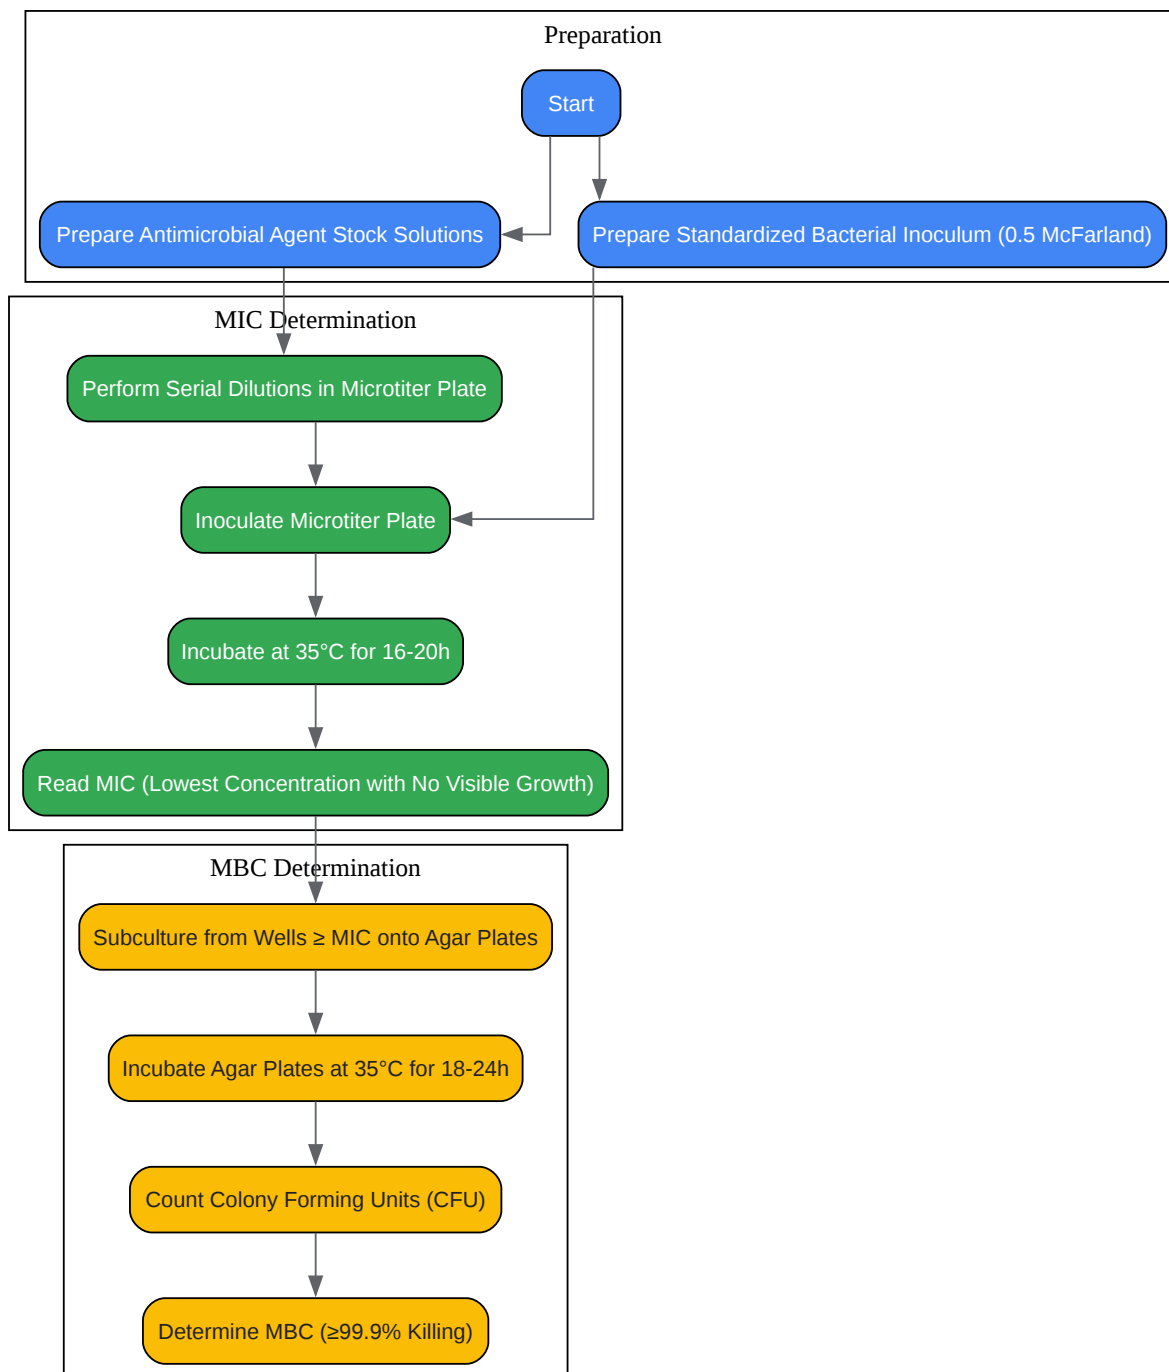 Preparation
Start
Prepare Antimicrobial Agent Stock Solutions
Prepare Standardized Bacterial Inoculum (0.5 McFarland)
MIC Determination
Perform Serial Dilutions in Microtiter Plate
Inoculate Microtiter Plate
Incubate at 35°C for 16-20h
Read MIC (Lowest Concentration with No Visible Growth)
MBC Determination
Subculture from Wells ≥ MIC onto Agar Plates
Incubate Agar Plates at 35°C for 18-24h
Count Colony Forming Units (CFU)
Determine MBC (≥99.9% Killing)